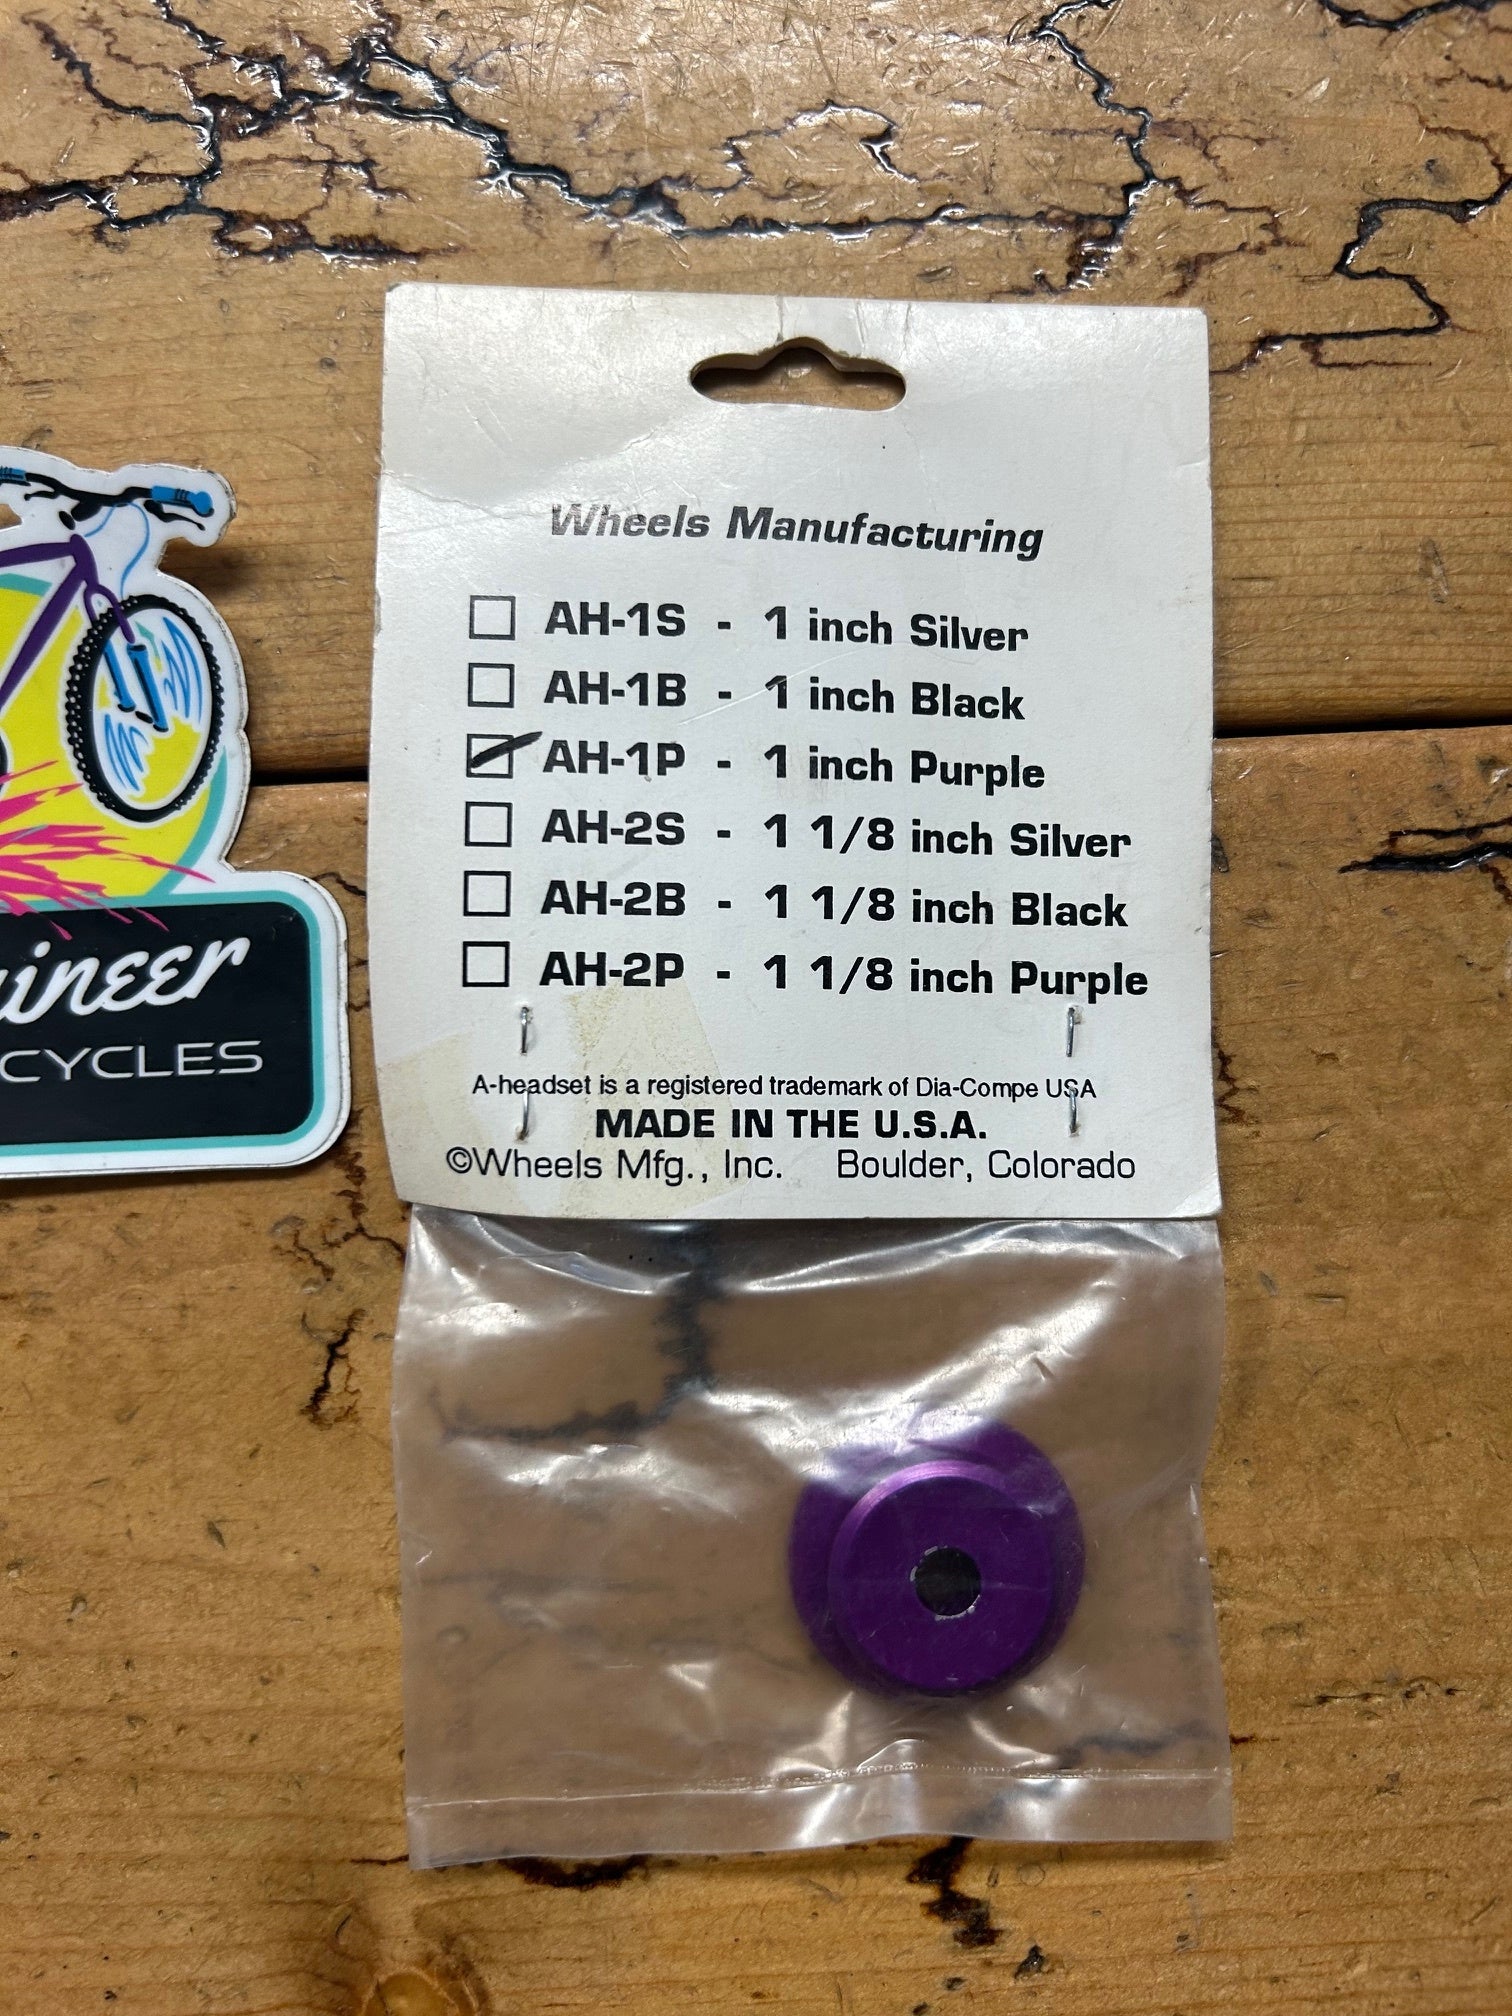 Wheels Manufacturing
AH-1S - 1 inch Silver
AH-1B - 1 inch Black
AH-1P - 1 inch Purple
AH-2S - 1 1/8 inch Silver
AH-2B - 1 1/8 inch Black
AH-2P - 1 1/8 inch Purple
A-headset is a registered trademark of Dia-Compe USA
MADE IN THE U.S.A.
©Wheels Mfg., Inc. Boulder, Colorado
CYCLES